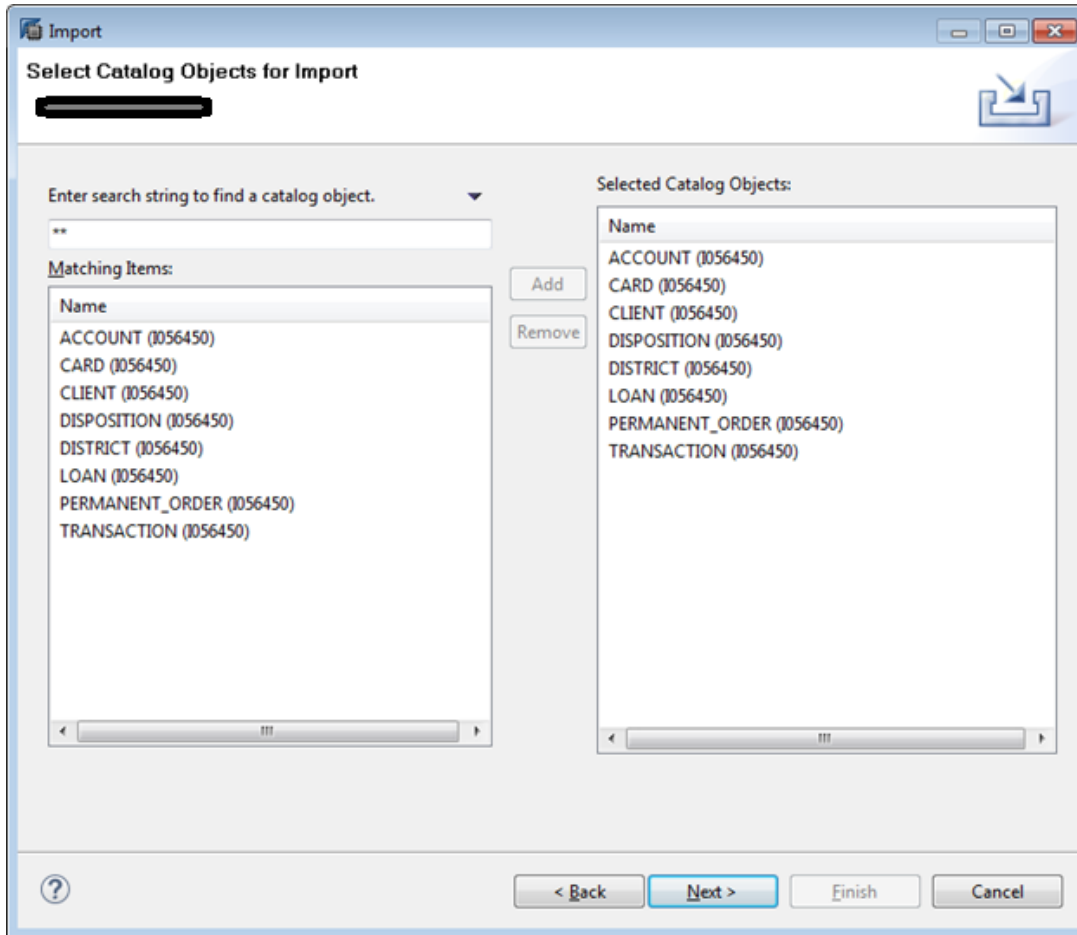 Import
Select Catalog Objects for Import
Enter search string to find a catalog object.
**
Matching Items:
Name
ACCOUNT (I056450)
CARD (I056450)
CLIENT (I056450)
DISPOSITION (I056450)
DISTRICT (I056450)
LOAN (I056450)
PERMANENT_ORDER (I056450)
TRANSACTION (I056450)
Add
Remove
Selected Catalog Objects:
Name
ACCOUNT (I056450)
CARD (I056450)
CLIENT (I056450)
DISPOSITION (I056450)
DISTRICT (I056450)
LOAN (I056450)
PERMANENT_ORDER (I056450)
TRANSACTION (I056450)
? < Back Next > Finish Cancel